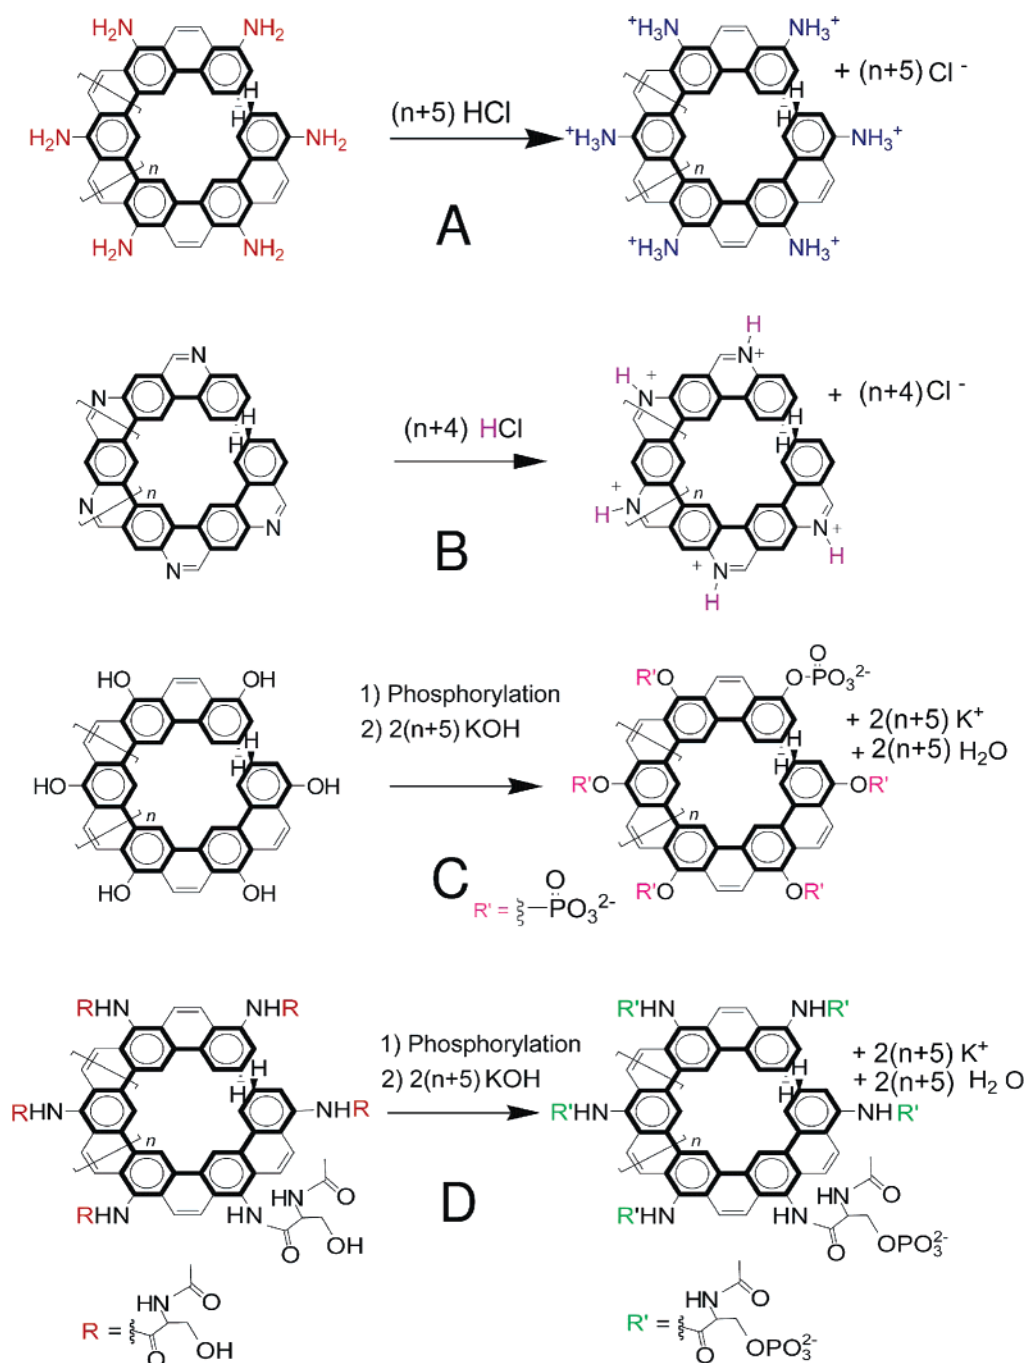 H2N NH2 +H3N NH3+
H H + (n+5) Cl -
H (n+5) HCl H
H2N NH2 +H3N NH3+
n n
A
H2N NH2 +H3N NH3+
H
N N+
H + + (n+4) Cl -
N N
H (n+4) HCl H
H H
n + n
N N H N N+
B + H
N N
H
O
HO OH R'O O-PO32-
1) Phosphorylation
H 2) 2(n+5) KOH H + 2(n+5) K+
H H + 2(n+5) H2O
HO OH R'O OR'
n n
C
HO OH R'O OR'
O
R' = PO32-
RHN NHR R'HN NHR'
1) Phosphorylation + 2(n+5) K+
H 2) 2(n+5) KOH H + 2(n+5) H2O
H H
RHN NHR R'HN NH R'
n n
D
RHN HN HN O R'HN HN HN O
O OH O OPO32-
HN O HN O
R = R' =
O OH O OPO32-